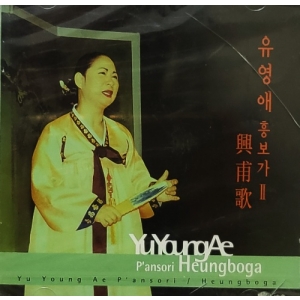 유영애 흥보가 II
興甫歌
YuYoungAe
P'ansori Heungboga
Yu Young Ae P'ansori / Heungboga